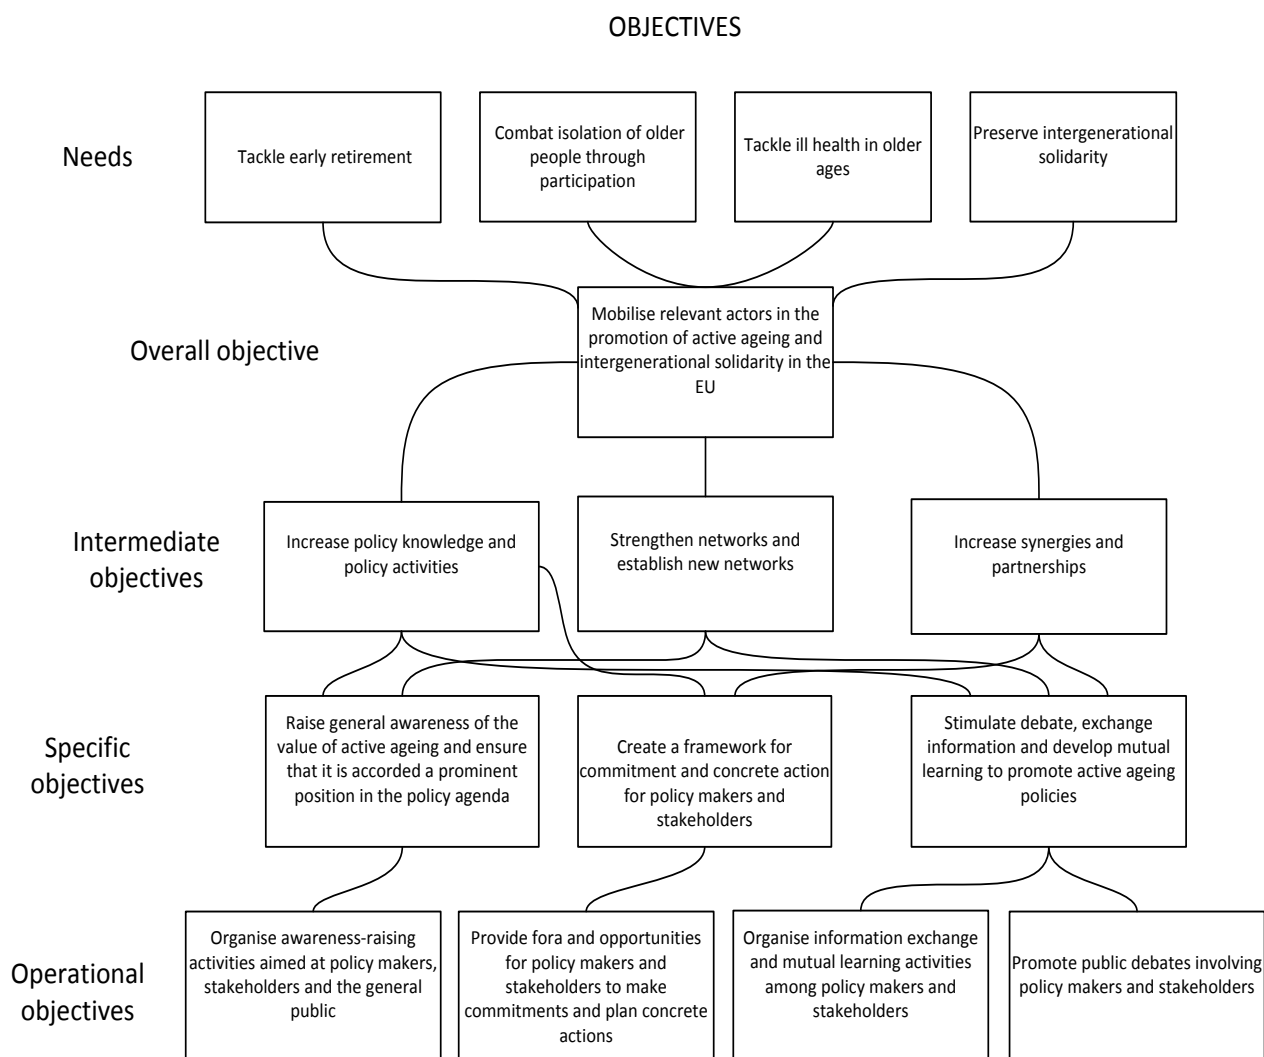 OBJECTIVES
Needs
Tackle early retirement
Combat isolation of older
people through
participation
Tackle ill health in older
ages
Preserve intergenerational
solidarity
Overall objective
Mobilise relevant actors in the
promotion of active ageing and
intergenerational solidarity in the
EU
Intermediate
objectives
Increase policy knowledge and
policy activities
Strengthen networks and
establish new networks
Increase synergies and
partnerships
Specific
objectives
Raise general awareness of the
value of active ageing and ensure
that it is accorded a prominent
position in the policy agenda
Create a framework for
commitment and concrete action
for policy makers and
stakeholders
Stimulate debate, exchange
information and develop mutual
learning to promote active ageing
policies
Operational
objectives
Organise awareness-raising
activities aimed at policy makers,
stakeholders and the general
public
Provide fora and opportunities
for policy makers and
stakeholders to make
commitments and plan concrete
actions
Organise information exchange
and mutual learning activities
among policy makers and
stakeholders
Promote public debates involving
policy makers and stakeholders